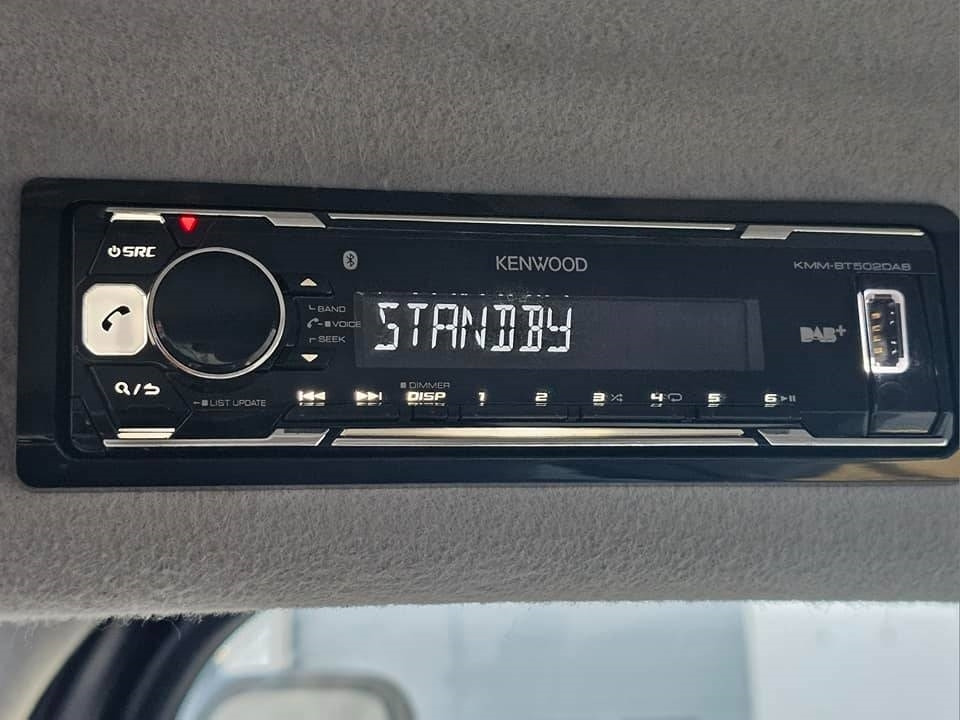 SRC
KENWOOD
KMM-BT502DAB
BAND
VOICE
SEEK
STANDBY
DAB+
DIMMER
DISP 1 2 3 4 5 6
LIST UPDATE